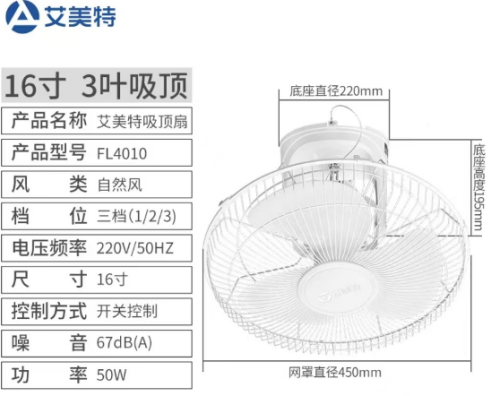 艾美特
16寸 3叶吸顶
产品名称 艾美特吸顶扇
产品型号 FL4010
风类 自然风
档位 三档(1/2/3)
电压频率 220V/50HZ
尺寸 16寸
控制方式 开关控制
噪音 67dB(A)
功率 50W
底座直径220mm
底座高度195mm
艾美特
网罩直径450mm